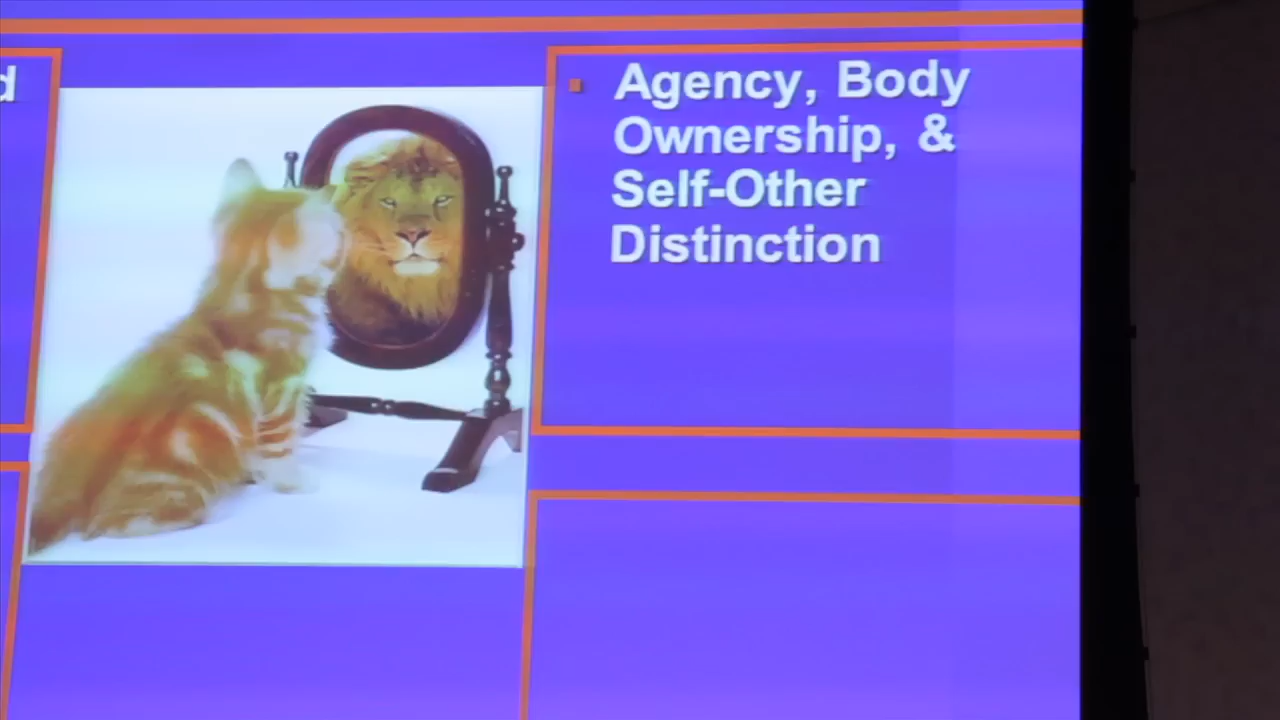 Agency, Body
Ownership, &
Self-Other
Distinction